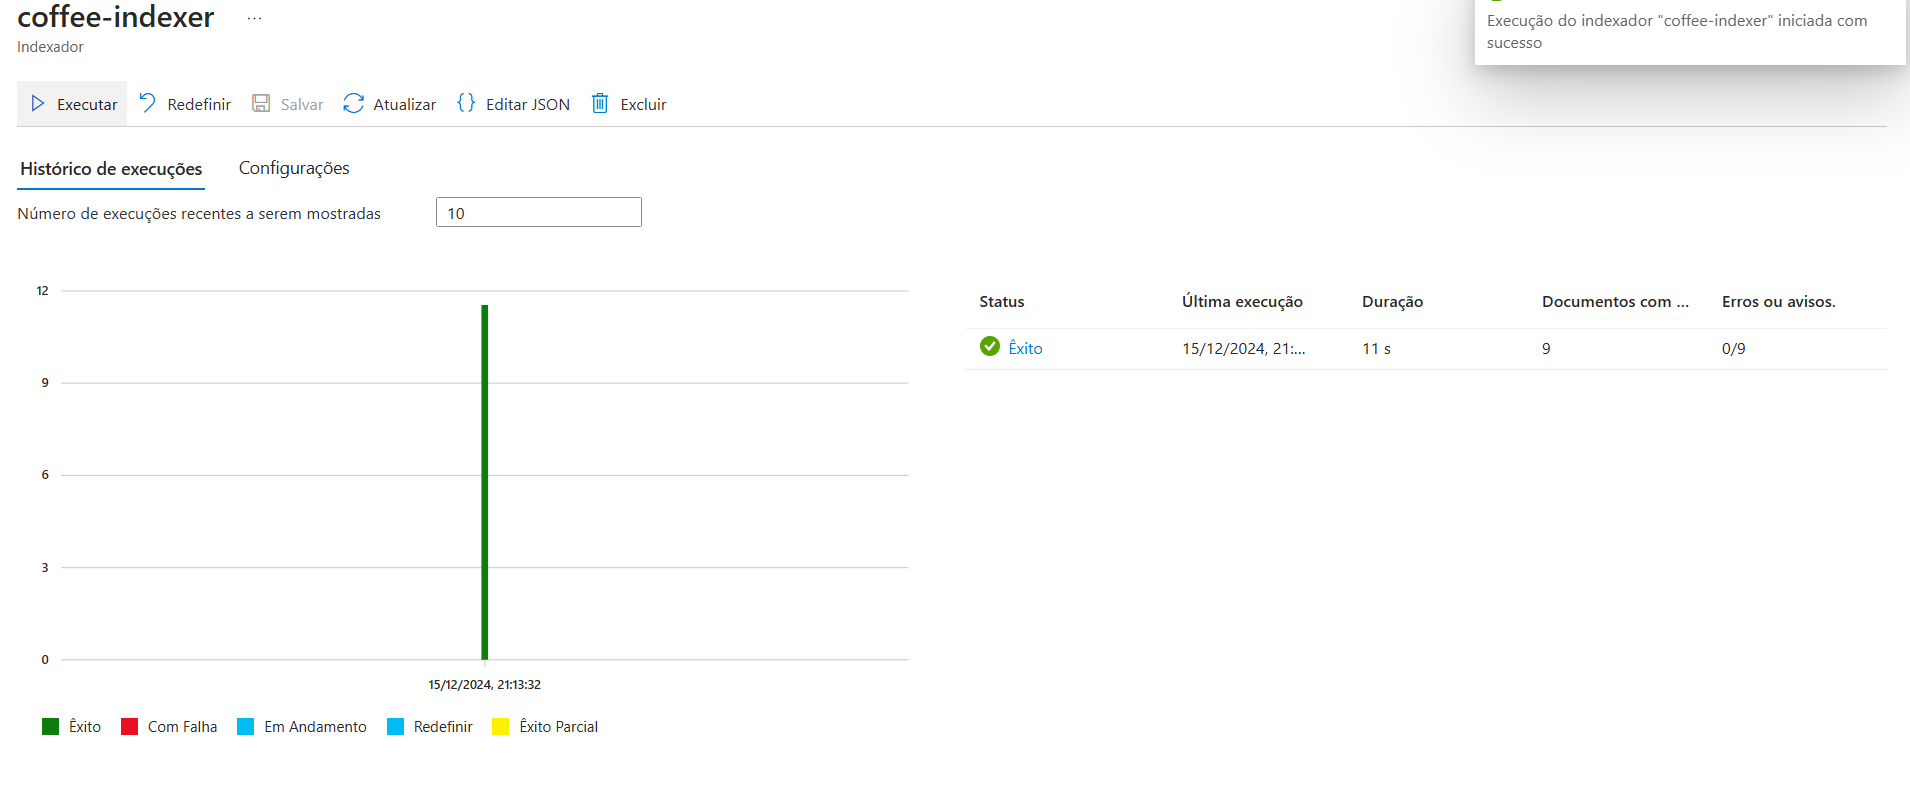 coffee-indexer ...
Indexador
Execução do indexador "coffee-indexer" iniciada com
sucesso
Executar Redefinir Salvar Atualizar Editar JSON Excluir
Histórico de execuções Configurações
Número de execuções recentes a serem mostradas 10
12
9
6
3
0
15/12/2024, 21:13:32
Êxito Com Falha Em Andamento Redefinir Êxito Parcial
Status Última execução Duração Documentos com ... Erros ou avisos.
Êxito 15/12/2024, 21:... 11 s 9 0/9